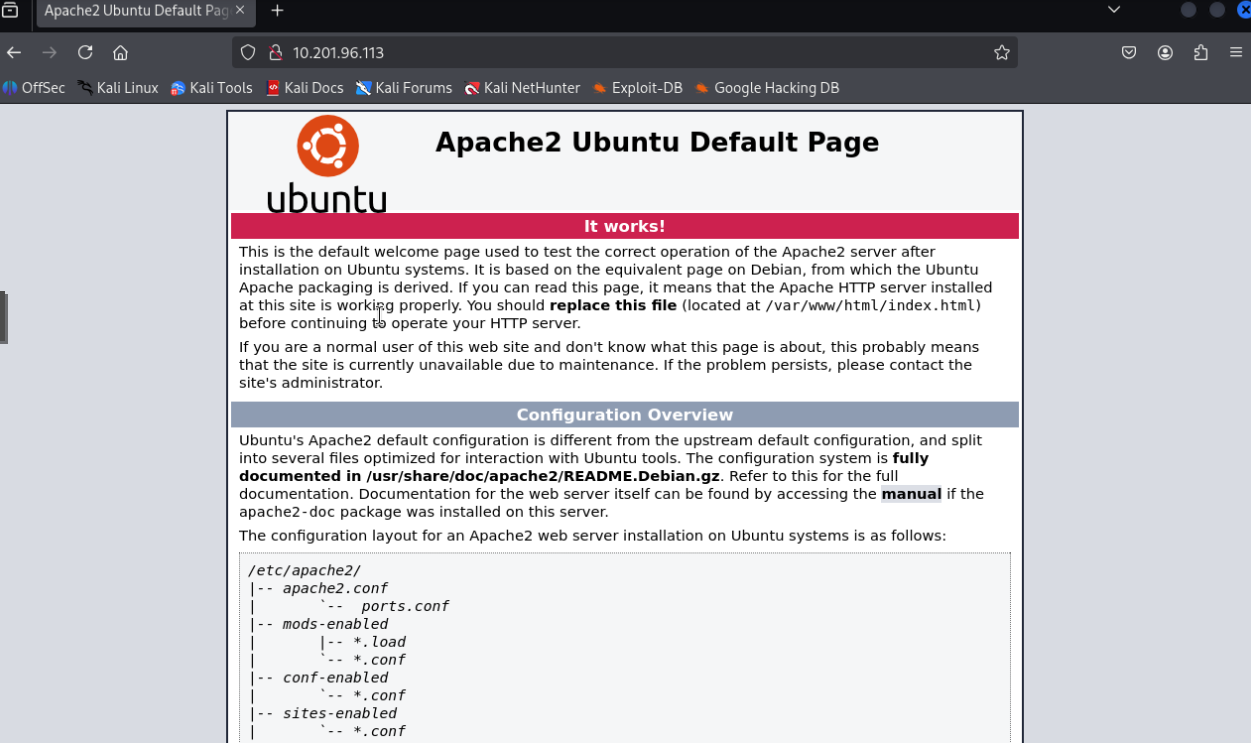 Apache2 Ubuntu Default Pag
10.201.96.113
OffSec Kali Linux Kali Tools Kali Docs Kali Forums Kali NetHunter Exploit-DB Google Hacking DB
ubuntu
Apache2 Ubuntu Default Page
It works!
This is the default welcome page used to test the correct operation of the Apache2 server after
installation on Ubuntu systems. It is based on the equivalent page on Debian, from which the Ubuntu
Apache packaging is derived. If you can read this page, it means that the Apache HTTP server installed
at this site is working properly. You should replace this file (located at /var/www/html/index.html)
before continuing to operate your HTTP server.
If you are a normal user of this web site and don't know what this page is about, this probably means
that the site is currently unavailable due to maintenance. If the problem persists, please contact the
site's administrator.
Configuration Overview
Ubuntu's Apache2 default configuration is different from the upstream default configuration, and split
into several files optimized for interaction with Ubuntu tools. The configuration system is fully
documented in /usr/share/doc/apache2/README.Debian.gz. Refer to this for the full
documentation. Documentation for the web server itself can be found by accessing the manual if the
apache2-doc package was installed on this server.
The configuration layout for an Apache2 web server installation on Ubuntu systems is as follows:
/etc/apache2/
|-- apache2.conf
|       `--  ports.conf
|-- mods-enabled
|       |-- *.load
|       `-- *.conf
|-- conf-enabled
|       `-- *.conf
|-- sites-enabled
|       `-- *.conf